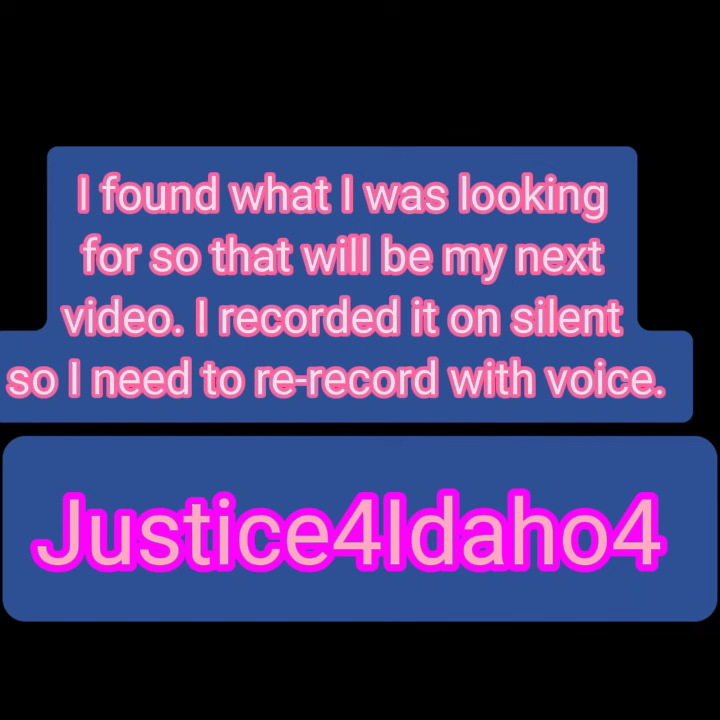 I found what I was looking
for so that will be my next
video. I recorded it on silent
so I need to re-record with voice.
Justice4Idaho4